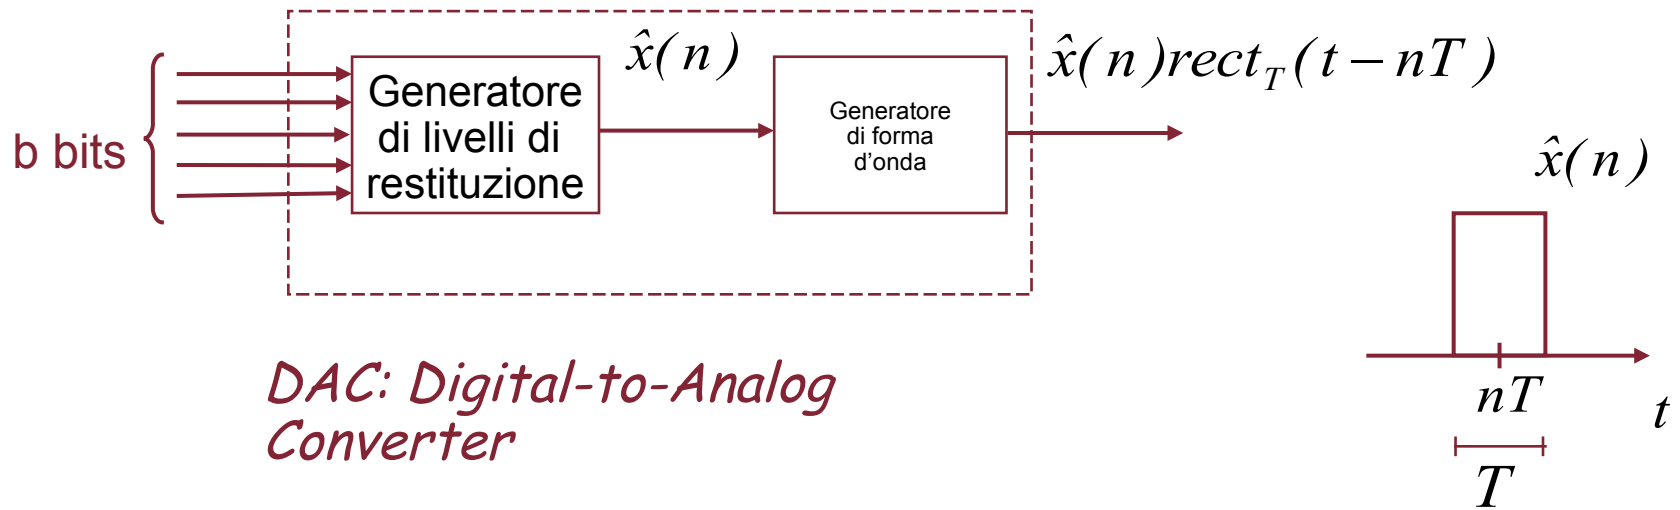 b bits
Generatore
di livelli di
restituzione
x̂(n)
Generatore
di forma
d'onda
x̂(n)rect_T(t − nT)
x̂(n)
nT
t
T
DAC: Digital-to-Analog
Converter